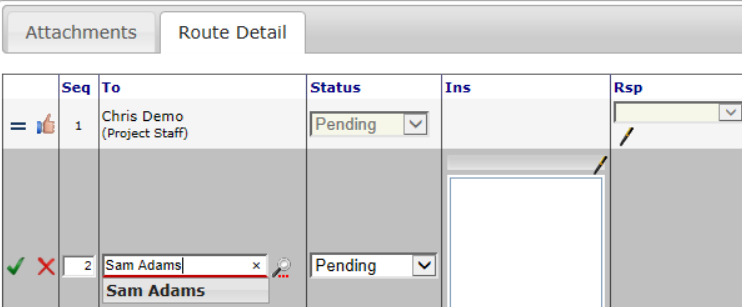 Attachments Route Detail
Seq To Status Ins Rsp
1 Chris Demo Pending
(Project Staff)
2 Sam Adams × Pending
Sam Adams